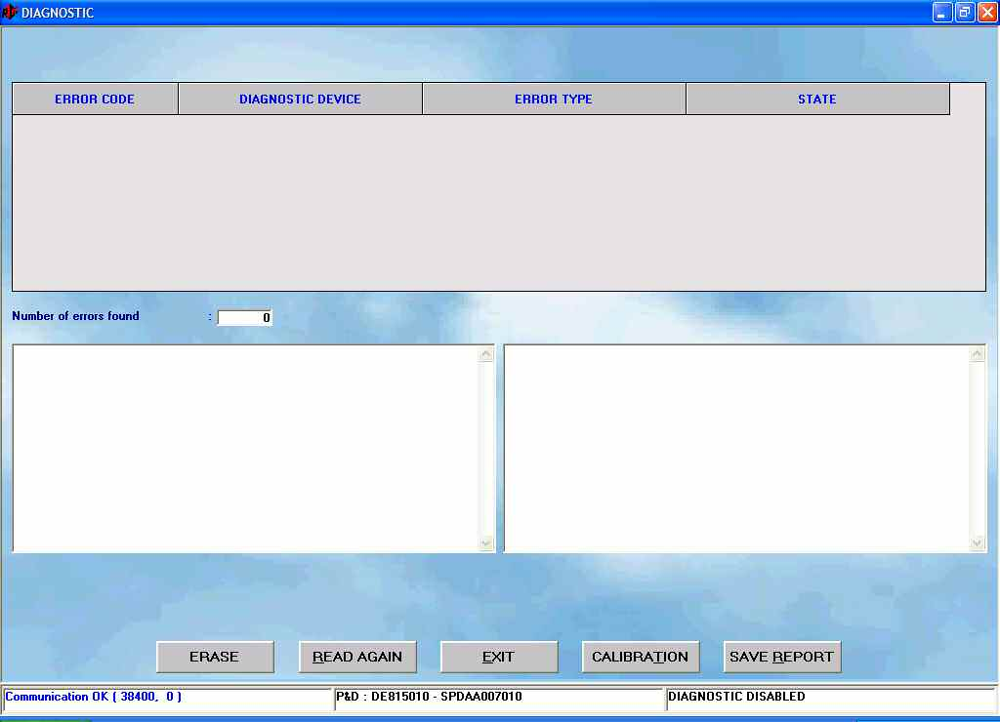 DIAGNOSTIC
ERROR CODE DIAGNOSTIC DEVICE ERROR TYPE STATE
Number of errors found : 0
ERASE READ AGAIN EXIT CALIBRATION SAVE REPORT
Communication OK ( 38400, 0 ) P&D : DE815010 - SPDAA007010 DIAGNOSTIC DISABLED